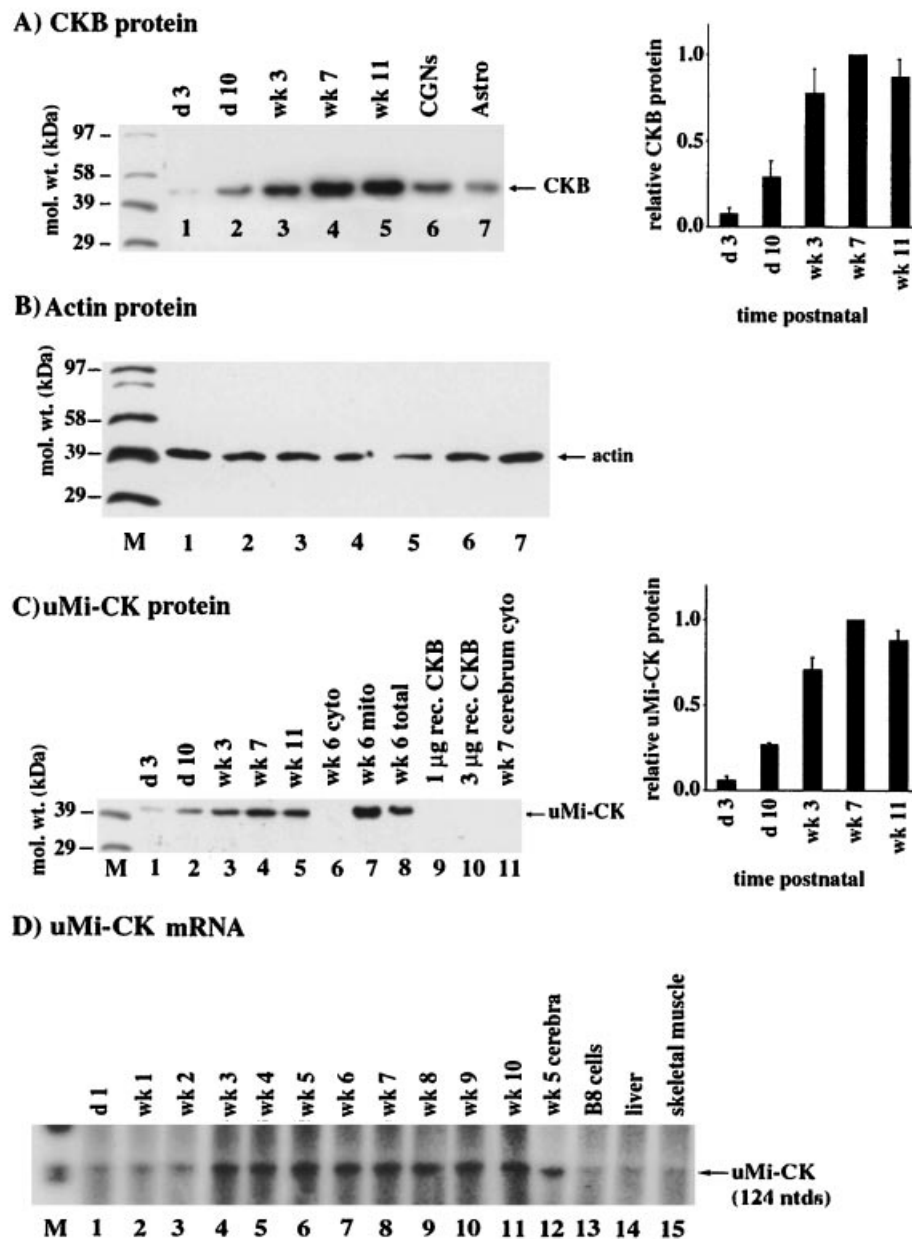 A) CKB protein
d 3
d 10
wk 3
wk 7
wk 11
CGNs
Astro
mol. wt. (kDa)
97
58
39
29
CKB
1 2 3 4 5 6 7
relative CKB protein
1.0
0.5
0.0
d 3
d 10
wk 3
wk 7
wk 11
time postnatal
B) Actin protein
mol. wt. (kDa)
97
58
39
29
actin
M 1 2 3 4 5 6 7
C) uMi-CK protein
d 3
d 10
wk 3
wk 7
wk 11
wk 6 cyto
wk 6 mito
wk 6 total
1 µg rec. CKB
3 µg rec. CKB
wk 7 cerebrum cyto
mol. wt. (kDa)
39
29
uMi-CK
M 1 2 3 4 5 6 7 8 9 10 11
relative uMi-CK protein
1.0
0.5
0
d 3
d 10
wk 3
wk 7
wk 11
time postnatal
D) uMi-CK mRNA
d 1
wk 1
wk 2
wk 3
wk 4
wk 5
wk 6
wk 7
wk 8
wk 9
wk 10
wk 5 cerebra
B8 cells
liver
skeletal muscle
uMi-CK
(124 ntds)
M 1 2 3 4 5 6 7 8 9 10 11 12 13 14 15